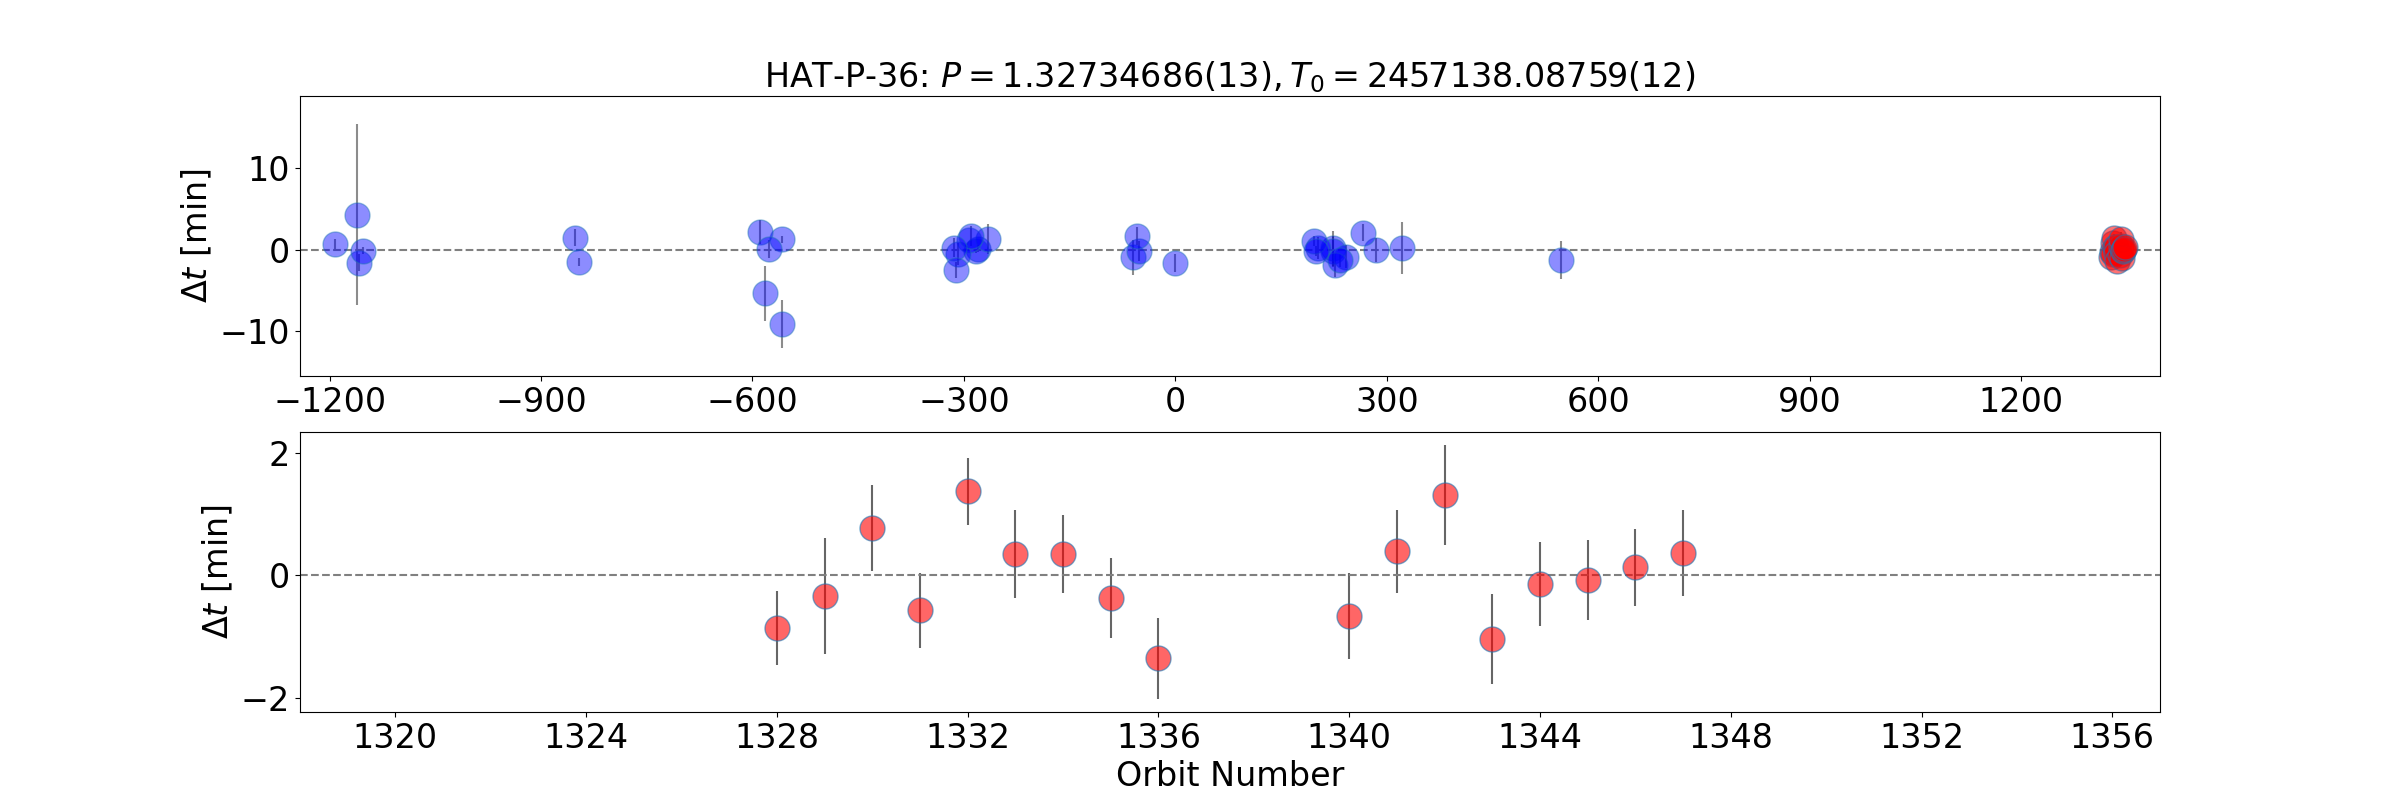 HAT-P-36: P = 1.32734686(13), T₀ = 2457138.08759(12)
Δt [min]
10
0
−10
−1200 −900 −600 −300 0 300 600 900 1200
Δt [min]
2
0
−2
1320 1324 1328 1332 1336 1340 1344 1348 1352 1356
Orbit Number